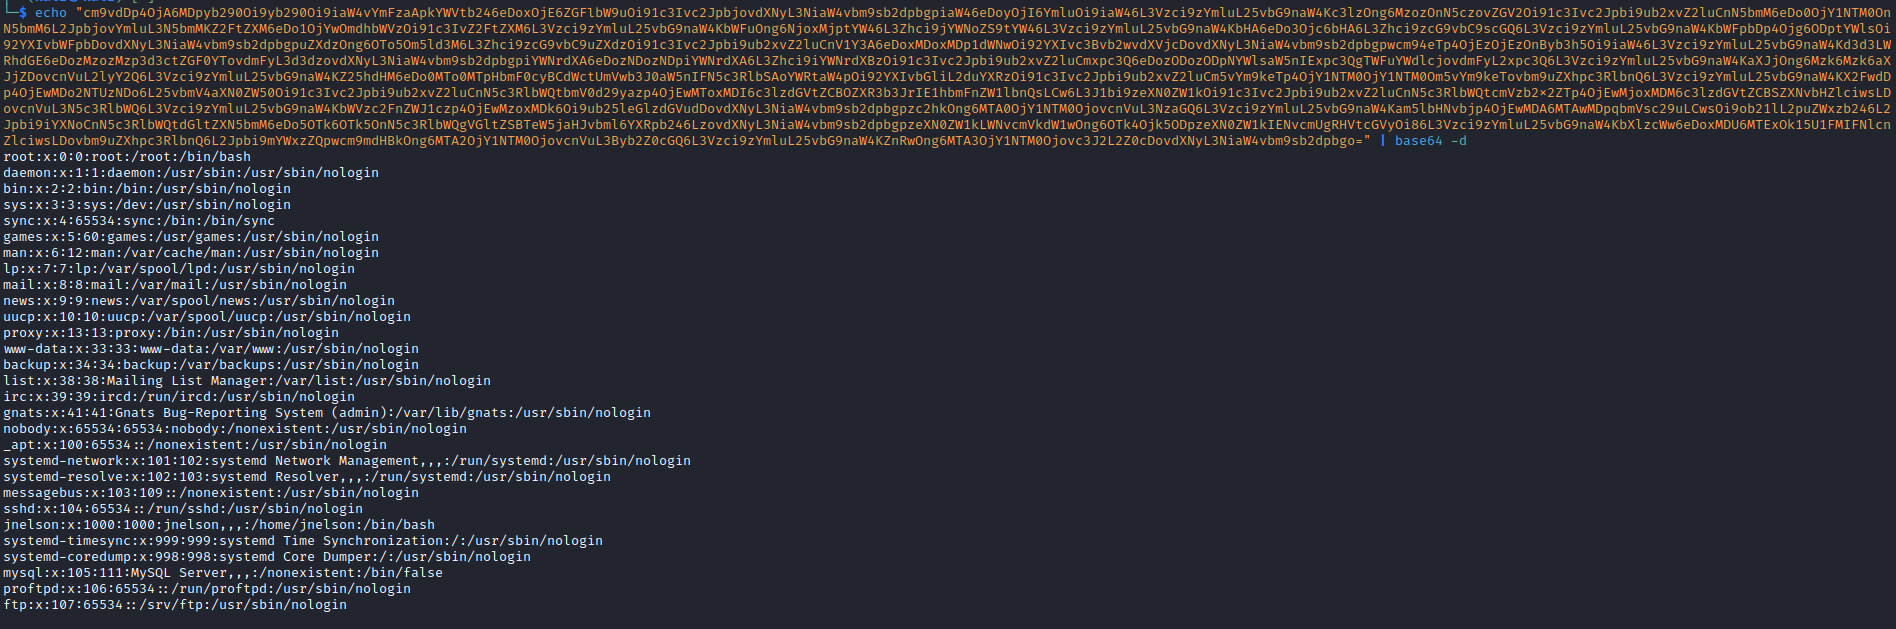 └─$ echo "cm9vdDp4OjA6MDpyb290Oi9yb290Oi9iaW4vYmFzaApkYWVtb246eDoxOjE6ZGFlbW9uOi91c3Ivc2JpbjovdXNyL3NiaW4vbm9sb2dpbgpiaW46eDoyOjI6YmluOi9iaW46L3Vzci9zYmluL25vbG9naW4Kc3lzOng6MzozOnN5czovZGV2Oi91c3Ivc2Jpbi9ub2xvZ2luCnN5bmM6eDo0OjY1NTM0On
N5bmM6L2JpbjovYmluL3N5bmMKZ2FtZXM6eDo1OjYwOmdhbWVzOi91c3IvZ2FtZXM6L3Vzci9zYmluL25vbG9naW4KbWFuOng6NjoxMjptYW46L3Zhci9jYWNoZS9tYW46L3Vzci9zYmluL25vbG9naW4KbHA6eDo3Ojc6bHA6L3Zhci9zcG9vbC9scGQ6L3Vzci9zYmluL25vbG9naW4KbWFpbDp4Ojg6ODptYWlsOi
92YXIvbWFpbDovdXNyL3NiaW4vbm9sb2dpbgpuZXdzOng6OTo5Om5ld3M6L3Zhci9zcG9vbC9uZXdzOi91c3Ivc2Jpbi9ub2xvZ2luCnV1Y3A6eDoxMDoxMDp1dWNwOi92YXIvc3Bvb2wvdXVjcDovdXNyL3NiaW4vbm9sb2dpbgpwcm94eTp4OjEzOjEzOnByb3h5Oi9iaW46L3Vzci9zYmluL25vbG9naW4Kd3d3LW
RhdGE6eDozMzozMzp3d3ctZGF0YTovdmFyL3d3dzovdXNyL3NiaW4vbm9sb2dpbgpiYWNrdXA6eDozNDozNDpiYWNrdXA6L3Zhci9iYWNrdXBzOi91c3Ivc2Jpbi9ub2xvZ2luCmxpc3Q6eDozODozODpNYWlsaW5nIExpc3QgTWFuYWdlcjovdmFyL2xpc3Q6L3Vzci9zYmluL25vbG9naW4KaXJjOng6Mzk6Mzk6aX
JjZDovcnVuL2lyY2Q6L3Vzci9zYmluL25vbG9naW4KZ25hdHM6eDo0MTo0MTpHbmF0cyBCdWctUmVwb3J0aW5nIFN5c3RlbSAoYWRtaW4pOi92YXIvbGliL2duYXRzOi91c3Ivc2Jpbi9ub2xvZ2luCm5vYm9keTp4OjY1NTM0OjY1NTM0Om5vYm9keTovbm9uZXhpc3RlbnQ6L3Vzci9zYmluL25vbG9naW4KX2FwdD
p4OjEwMDo2NTUzNDo6L25vbmV4aXN0ZW50Oi91c3Ivc2Jpbi9ub2xvZ2luCnN5c3RlbWQtbmV0d29yazp4OjEwMToxMDI6c3lzdGVtZCBOZXR3b3JrIE1hbmFnZW1lbnQsLCw6L3J1bi9zeXN0ZW1kOi91c3Ivc2Jpbi9ub2xvZ2luCnN5c3RlbWQtcmVzb2x2ZTp4OjEwMjoxMDM6c3lzdGVtZCBSZXNvbHZlciwsLD
ovcnVuL3N5c3RlbWQ6L3Vzci9zYmluL25vbG9naW4KbWVzc2FnZWJ1czp4OjEwMzoxMDk6Oi9ub25leGlzdGVudDovdXNyL3NiaW4vbm9sb2dpbgpzc2hkOng6MTA0OjY1NTM0OjovcnVuL3NzaGQ6L3Vzci9zYmluL25vbG9naW4Kam5lbHNvbjp4OjEwMDA6MTAwMDpqbmVsc29uLCwsOi9ob21lL2puZWxzb246L2
Jpbi9iYXNoCnN5c3RlbWQtdGltZXN5bmM6eDo5OTk6OTk5OnN5c3RlbWQgVGltZSBTeW5jaHJvbml6YXRpb246LzovdXNyL3NiaW4vbm9sb2dpbgpzeXN0ZW1kLWNvcmVkdW1wOng6OTk4Ojk5ODpzeXN0ZW1kIENvcmUgRHVtcGVyOi86L3Vzci9zYmluL25vbG9naW4KbXlzcWw6eDoxMDU6MTExOk15U1FMIFNlcn
ZlciwsLDovbm9uZXhpc3RlbnQ6L2Jpbi9mYWxzZQpwcm9mdHBkOng6MTA2OjY1NTM0OjovcnVuL3Byb2Z0cGQ6L3Vzci9zYmluL25vbG9naW4KZnRwOng6MTA3OjY1NTM0Ojovc3J2L2Z0cDovdXNyL3NiaW4vbm9sb2dpbgo=" | base64 -d
root:x:0:0:root:/root:/bin/bash
daemon:x:1:1:daemon:/usr/sbin:/usr/sbin/nologin
bin:x:2:2:bin:/bin:/usr/sbin/nologin
sys:x:3:3:sys:/dev:/usr/sbin/nologin
sync:x:4:65534:sync:/bin:/bin/sync
games:x:5:60:games:/usr/games:/usr/sbin/nologin
man:x:6:12:man:/var/cache/man:/usr/sbin/nologin
lp:x:7:7:lp:/var/spool/lpd:/usr/sbin/nologin
mail:x:8:8:mail:/var/mail:/usr/sbin/nologin
news:x:9:9:news:/var/spool/news:/usr/sbin/nologin
uucp:x:10:10:uucp:/var/spool/uucp:/usr/sbin/nologin
proxy:x:13:13:proxy:/bin:/usr/sbin/nologin
www-data:x:33:33:www-data:/var/www:/usr/sbin/nologin
backup:x:34:34:backup:/var/backups:/usr/sbin/nologin
list:x:38:38:Mailing List Manager:/var/list:/usr/sbin/nologin
irc:x:39:39:ircd:/run/ircd:/usr/sbin/nologin
gnats:x:41:41:Gnats Bug-Reporting System (admin):/var/lib/gnats:/usr/sbin/nologin
nobody:x:65534:65534:nobody:/nonexistent:/usr/sbin/nologin
_apt:x:100:65534::/nonexistent:/usr/sbin/nologin
systemd-network:x:101:102:systemd Network Management,,,:/run/systemd:/usr/sbin/nologin
systemd-resolve:x:102:103:systemd Resolver,,,:/run/systemd:/usr/sbin/nologin
messagebus:x:103:109::/nonexistent:/usr/sbin/nologin
sshd:x:104:65534::/run/sshd:/usr/sbin/nologin
jnelson:x:1000:1000:jnelson,,,:/home/jnelson:/bin/bash
systemd-timesync:x:999:999:systemd Time Synchronization:/:/usr/sbin/nologin
systemd-coredump:x:998:998:systemd Core Dumper:/:/usr/sbin/nologin
mysql:x:105:111:MySQL Server,,,:/nonexistent:/bin/false
proftpd:x:106:65534::/run/proftpd:/usr/sbin/nologin
ftp:x:107:65534::/srv/ftp:/usr/sbin/nologin